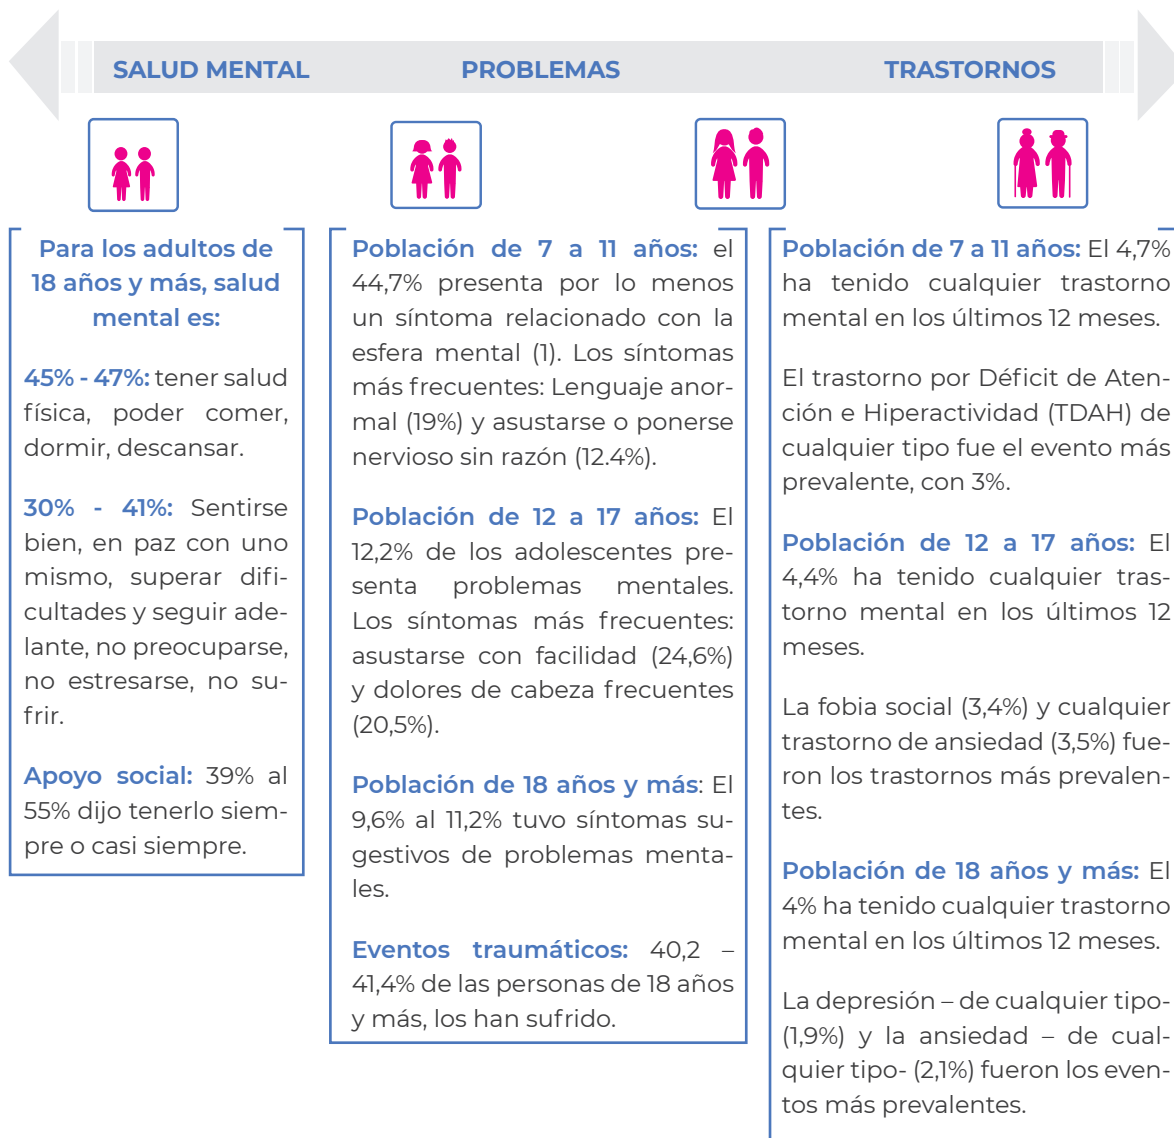 SALUD MENTAL
PROBLEMAS
TRASTORNOS
Para los adultos de
18 años y más, salud
mental es:
45% - 47%: tener salud
física, poder comer,
dormir, descansar.
30% - 41%: Sentirse
bien, en paz con uno
mismo, superar difi-
cultades y seguir ade-
lante, no preocuparse,
no estresarse, no su-
frir.
Apoyo social: 39% al
55% dijo tenerlo siem-
pre o casi siempre.
Población de 7 a 11 años: el
44,7% presenta por lo menos
un síntoma relacionado con la
esfera mental (1). Los síntomas
más frecuentes: Lenguaje anor-
mal (19%) y asustarse o ponerse
nervioso sin razón (12.4%).
Población de 12 a 17 años: El
12,2% de los adolescentes pre-
senta problemas mentales.
Los síntomas más frecuentes:
asustarse con facilidad (24,6%)
y dolores de cabeza frecuentes
(20,5%).
Población de 18 años y más: El
9,6% al 11,2% tuvo síntomas su-
gestivos de problemas menta-
les.
Eventos traumáticos: 40,2 –
41,4% de las personas de 18 años
y más, los han sufrido.
Población de 7 a 11 años: El 4,7%
ha tenido cualquier trastorno
mental en los últimos 12 meses.
El trastorno por Déficit de Aten-
ción e Hiperactividad (TDAH) de
cualquier tipo fue el evento más
prevalente, con 3%.
Población de 12 a 17 años: El
4,4% ha tenido cualquier tras-
torno mental en los últimos 12
meses.
La fobia social (3,4%) y cualquier
trastorno de ansiedad (3,5%) fue-
ron los trastornos más prevalen-
tes.
Población de 18 años y más: El
4% ha tenido cualquier trastorno
mental en los últimos 12 meses.
La depresión – de cualquier tipo-
(1,9%) y la ansiedad – de cual-
quier tipo- (2,1%) fueron los even-
tos más prevalentes.